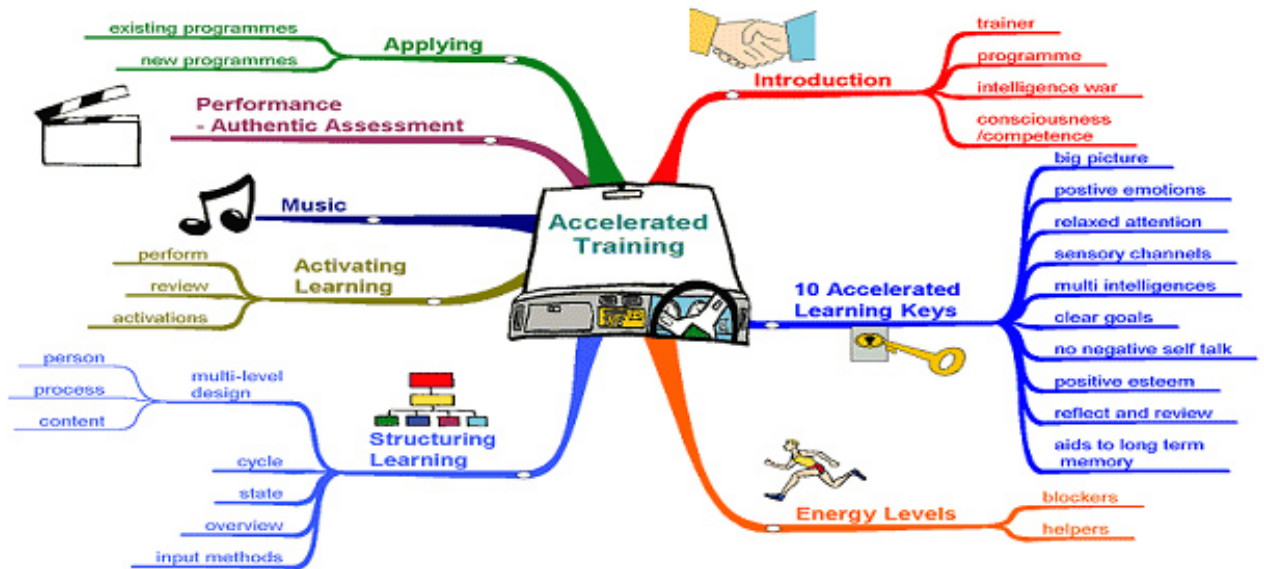 Accelerated
Training
Introduction
trainer
programme
intelligence war
consciousness
/competence
10 Accelerated
Learning Keys
big picture
postive emotions
relaxed attention
sensory channels
multi intelligences
clear goals
no negative self talk
positive esteem
reflect and review
aids to long term
memory
Energy Levels
blockers
helpers
Structuring
Learning
multi-level
design
person
process
content
cycle
state
overview
input methods
Activating
Learning
perform
review
activations
Music
Performance
- Authentic Assessment
Applying
existing programmes
new programmes